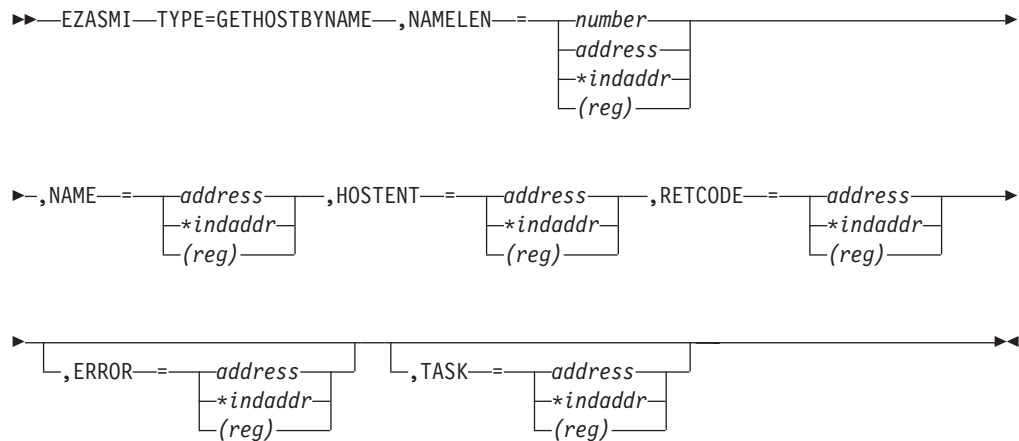 EZASMI TYPE=GETHOSTBYNAME ,NAMELEN = number
address
*indaddr
(reg)
,NAME = address ,HOSTENT = address ,RETCODE = address
*indaddr *indaddr *indaddr
(reg) (reg) (reg)
,ERROR = address ,TASK = address
*indaddr *indaddr
(reg) (reg)